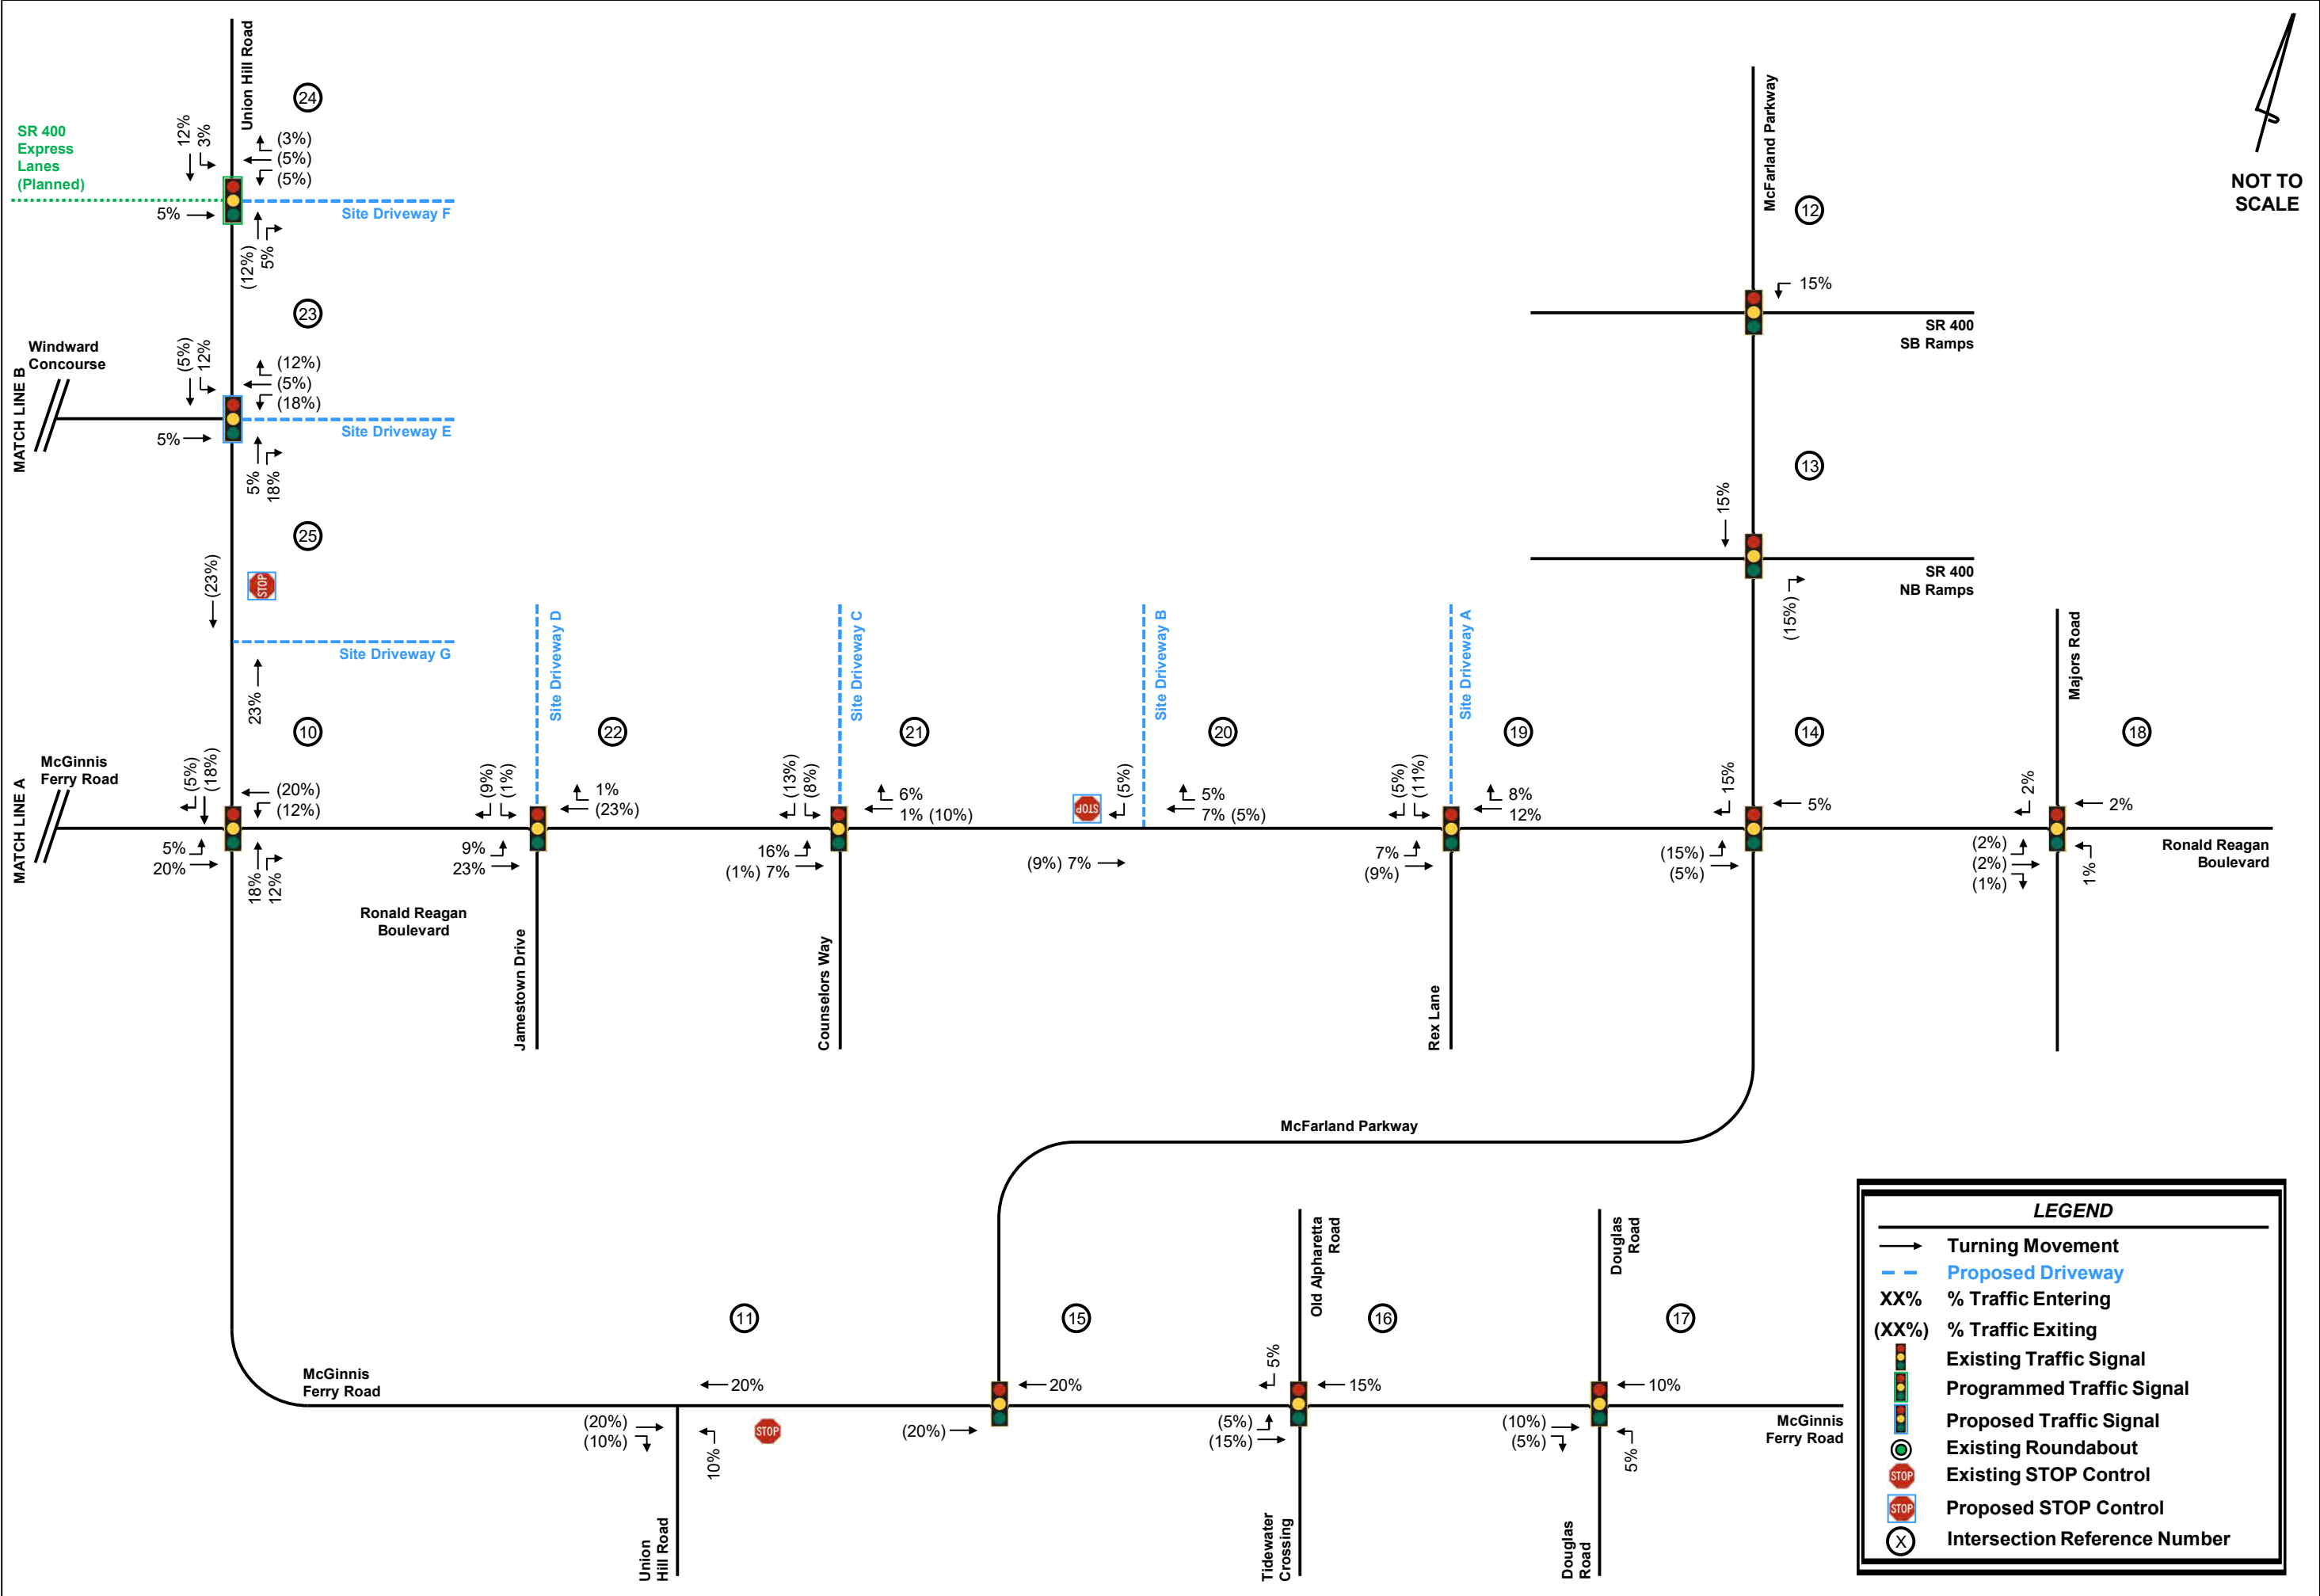 Union Hill Road
24
SR 400
Express
Lanes
(Planned)
12%
3%
(3%)
(5%)
(5%)
5%
Site Driveway F
(12%)
5%
23
Windward
Concourse
MATCH LINE B
(5%)
12%
(12%)
(5%)
(18%)
5%
Site Driveway E
5%
18%
25
(23%)
STOP
Site Driveway G
23%
10
McGinnis
Ferry Road
MATCH LINE A
(5%)
(18%)
(20%)
(12%)
5%
20%
18%
12%
Ronald Reagan
Boulevard
Site Driveway D
22
(9%)
(1%)
1%
(23%)
9%
23%
Jamestown Drive
Site Driveway C
21
(13%)
(8%)
6%
1% (10%)
16%
(1%) 7%
Counselors Way
Site Driveway B
20
STOP
(5%)
5%
7% (5%)
(9%) 7%
Site Driveway A
19
(5%)
(11%)
8%
12%
7%
(9%)
Rex Lane
McFarland Parkway
12
15%
SR 400
SB Ramps
13
15%
SR 400
NB Ramps
(15%)
14
15%
5%
(15%)
(5%)
Majors Road
18
2%
2%
(2%)
(2%)
(1%)
1%
Ronald Reagan
Boulevard
NOT TO
SCALE
McFarland Parkway
McGinnis
Ferry Road
11
20%
(20%)
(10%)
10%
STOP
Union
Hill Road
15
20%
(20%)
Old Alpharetta
Road
16
5%
15%
(5%)
(15%)
Tidewater
Crossing
Douglas
Road
17
10%
(10%)
(5%)
5%
Douglas
Road
McGinnis
Ferry Road
LEGEND
Turning Movement
Proposed Driveway
XX% % Traffic Entering
(XX%) % Traffic Exiting
Existing Traffic Signal
Programmed Traffic Signal
Proposed Traffic Signal
Existing Roundabout
STOP Existing STOP Control
STOP Proposed STOP Control
X Intersection Reference Number